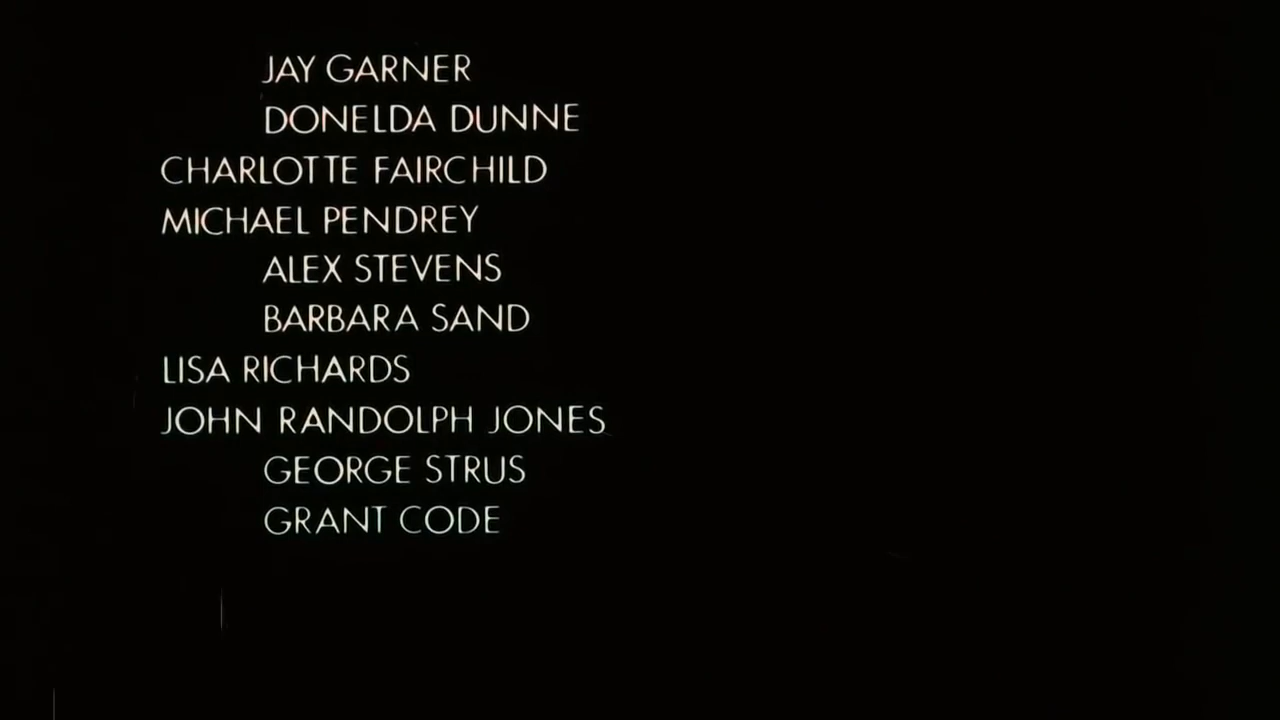 JAY GARNER
DONELDA DUNNE
CHARLOTTE FAIRCHILD
MICHAEL PENDREY
ALEX STEVENS
BARBARA SAND
LISA RICHARDS
JOHN RANDOLPH JONES
GEORGE STRUS
GRANT CODE